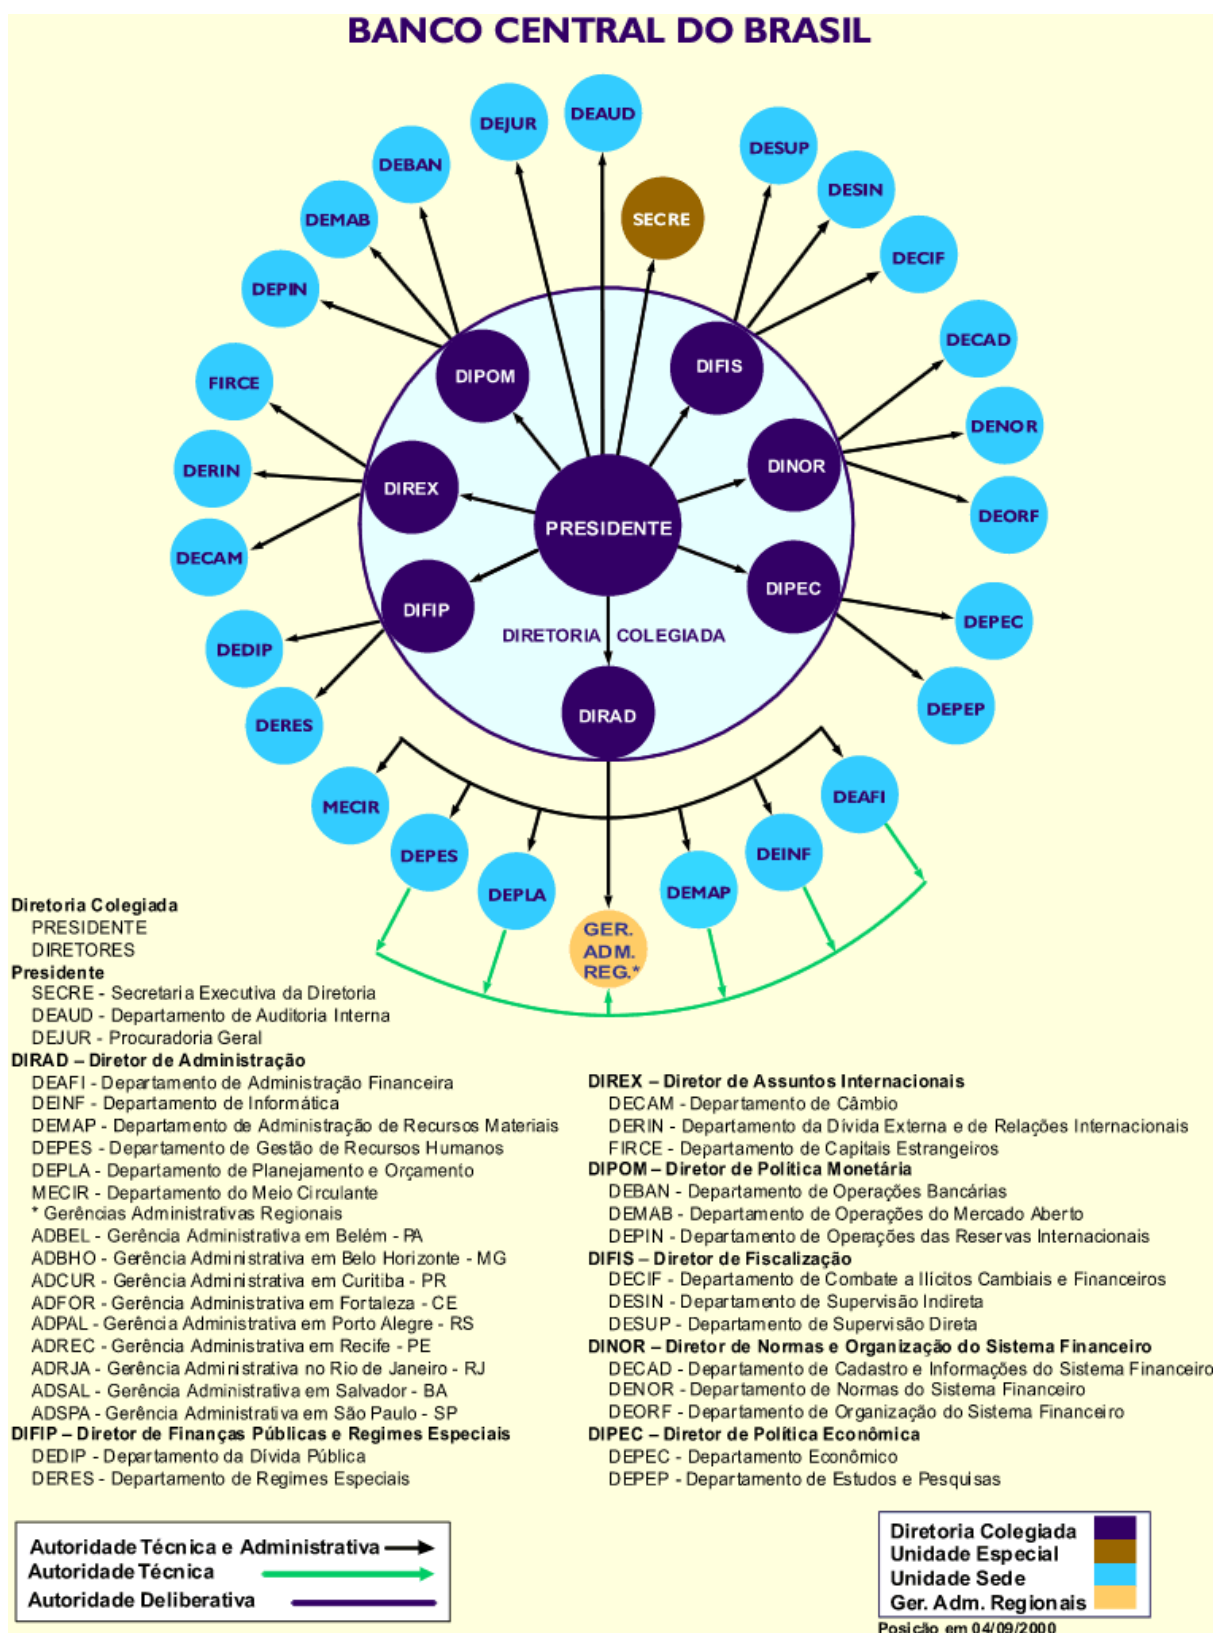 BANCO CENTRAL DO BRASIL
DEAUD
DEJUR
DESUP
DEBAN
DESIN
DEMAB
SECRE
DECIF
DEPIN
DECAD
DIPOM
DIFIS
FIRCE
DENOR
DINOR
DERIN
DIREX
DEORF
PRESIDENTE
DECAM
DIPEC
DIFIP
DEPEC
DIRETORIA COLEGIADA
DEDIP
DEPEP
DIRAD
DERES
DEAFI
MECIR
DEINF
DEPES
DEPLA
DEMAP
GER.
ADM.
REG.*
Diretoria Colegiada
PRESIDENTE
DIRETORES
Presidente
SECRE - Secretaria Executiva da Diretoria
DEAUD - Departamento de Auditoria Interna
DEJUR - Procuradoria Geral
DIRAD – Diretor de Administração
DEAFI - Departamento de Administração Financeira
DEINF - Departamento de Informática
DEMAP - Departamento de Administração de Recursos Materiais
DEPES - Departamento de Gestão de Recursos Humanos
DEPLA - Departamento de Planejamento e Orçamento
MECIR - Departamento do Meio Circulante
* Gerências Administrativas Regionais
ADBEL - Gerência Administrativa em Belém - PA
ADBHO - Gerência Administrativa em Belo Horizonte - MG
ADCUR - Gerência Administrativa em Curitiba - PR
ADFOR - Gerência Administrativa em Fortaleza - CE
ADPAL - Gerência Administrativa em Porto Alegre - RS
ADREC - Gerência Administrativa em Recife - PE
ADRJA - Gerência Administrativa no Rio de Janeiro - RJ
ADSAL - Gerência Administrativa em Salvador - BA
ADSPA - Gerência Administrativa em São Paulo - SP
DIFIP – Diretor de Finanças Públicas e Regimes Especiais
DEDIP - Departamento da Dívida Pública
DERES - Departamento de Regimes Especiais
DIREX – Diretor de Assuntos Internacionais
DECAM - Departamento de Câmbio
DERIN - Departamento da Dívida Externa e de Relações Internacionais
FIRCE - Departamento de Capitais Estrangeiros
DIPOM – Diretor de Política Monetária
DEBAN - Departamento de Operações Bancárias
DEMAB - Departamento de Operações do Mercado Aberto
DEPIN - Departamento de Operações das Reservas Internacionais
DIFIS – Diretor de Fiscalização
DECIF - Departamento de Combate a Ilícitos Cambiais e Financeiros
DESIN - Departamento de Supervisão Indireta
DESUP - Departamento de Supervisão Direta
DINOR – Diretor de Normas e Organização do Sistema Financeiro
DECAD - Departamento de Cadastro e Informações do Sistema Financeiro
DENOR - Departamento de Normas do Sistema Financeiro
DEORF - Departamento de Organização do Sistema Financeiro
DIPEC – Diretor de Política Econômica
DEPEC - Departamento Econômico
DEPEP - Departamento de Estudos e Pesquisas
Autoridade Técnica e Administrativa
Autoridade Técnica
Autoridade Deliberativa
Diretoria Colegiada
Unidade Especial
Unidade Sede
Ger. Adm. Regionais
Posição em 04/09/2000